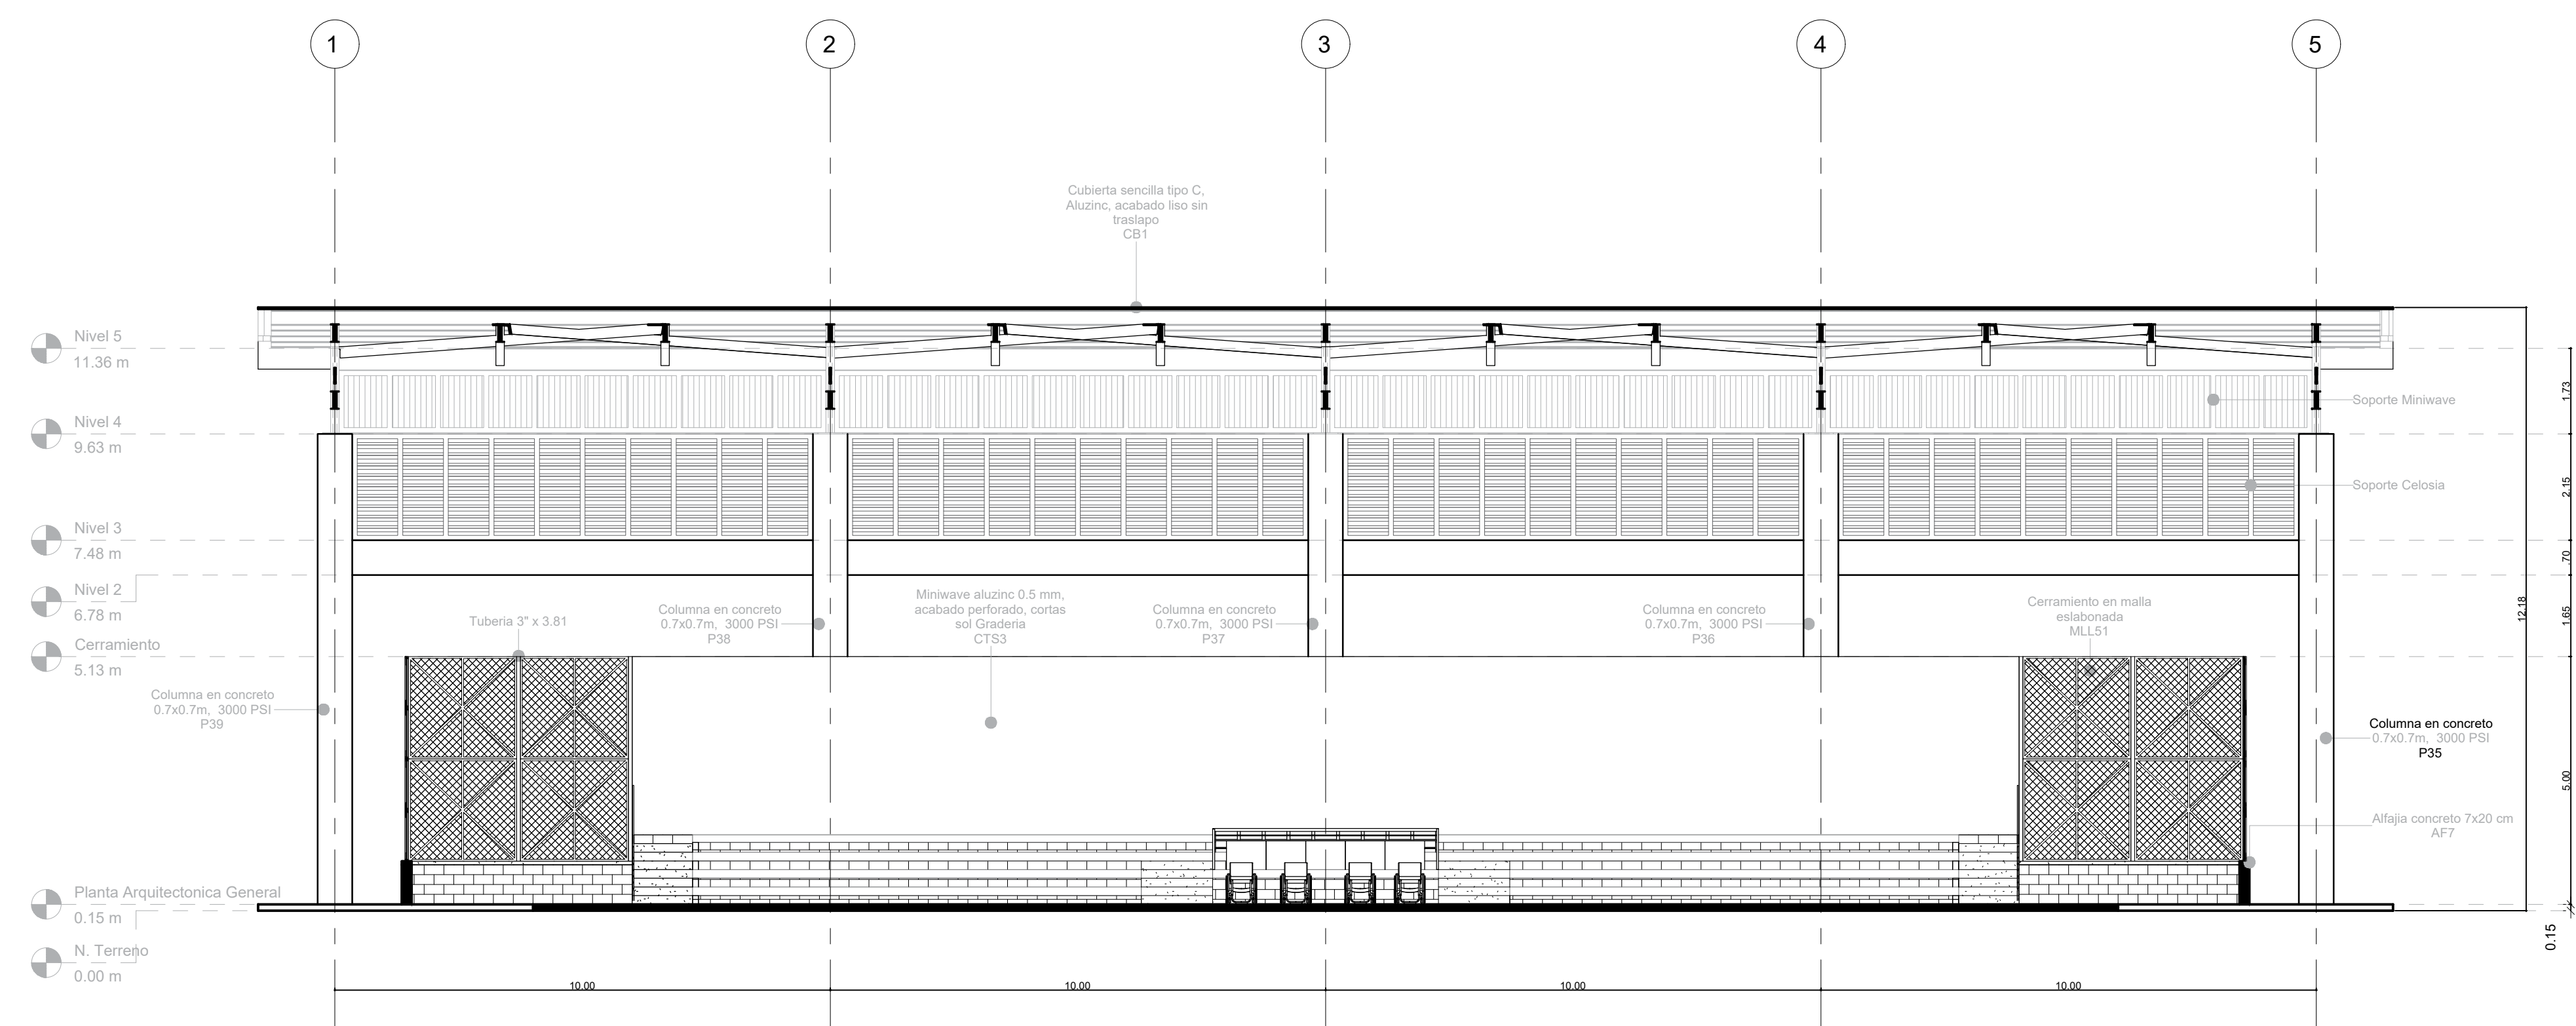 1
2
3
4
5
Cubierta sencilla tipo C,
Aluzinc, acabado liso sin
traslapo
CB1
Nivel 5
11.36 m
Nivel 4
9.63 m
Nivel 3
7.48 m
Nivel 2
6.78 m
Cerramiento
5.13 m
Planta Arquitectonica General
0.15 m
N. Terreno
0.00 m
Soporte Miniwave
Soporte Celosia
Tuberia 3" x 3.81
Columna en concreto
0.7x0.7m, 3000 PSI
P38
Miniwave aluzinc 0.5 mm,
acabado perforado, cortas
sol Graderia
CTS3
Columna en concreto
0.7x0.7m, 3000 PSI
P37
Columna en concreto
0.7x0.7m, 3000 PSI
P36
Cerramiento en malla
eslabonada
MLL51
Columna en concreto
0.7x0.7m, 3000 PSI
P39
Columna en concreto
0.7x0.7m, 3000 PSI
P35
Alfajia concreto 7x20 cm
AF7
1.73
2.15
.70
1.65
5.00
12.18
0.15
10.00
10.00
10.00
10.00